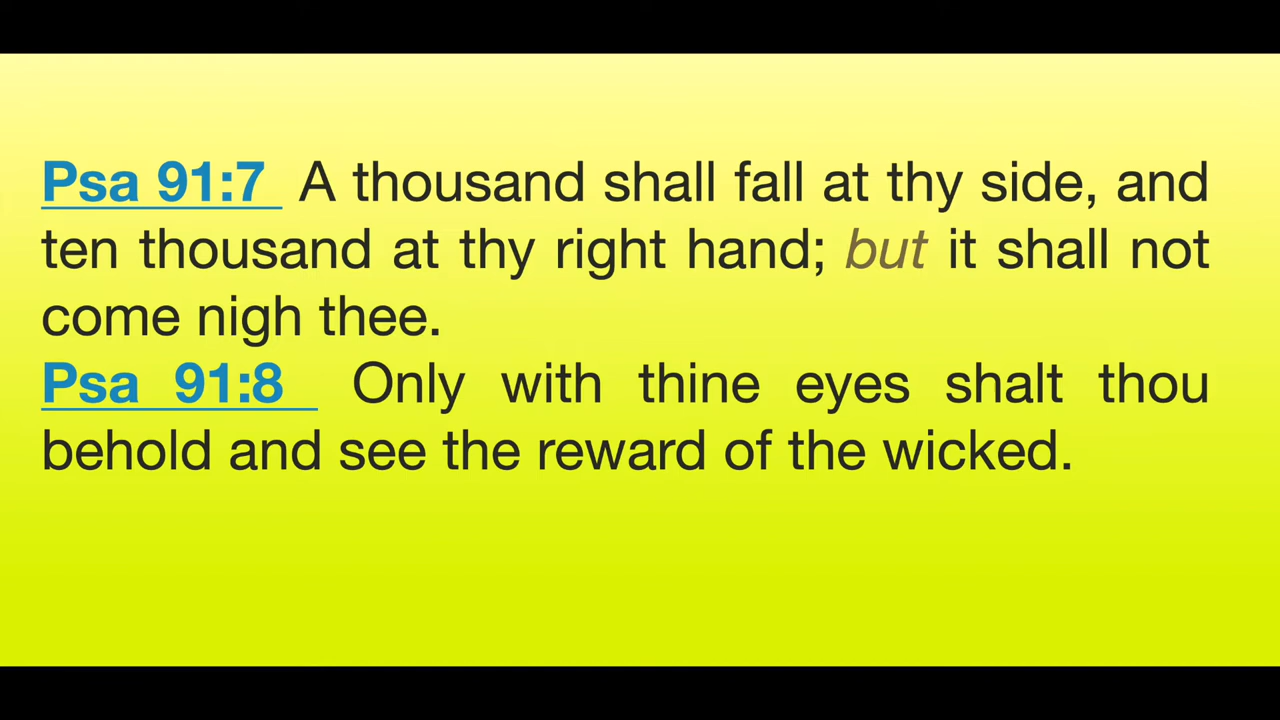 Psa 91:7 A thousand shall fall at thy side, and
ten thousand at thy right hand; but it shall not
come nigh thee.
Psa 91:8 Only with thine eyes shalt thou
behold and see the reward of the wicked.